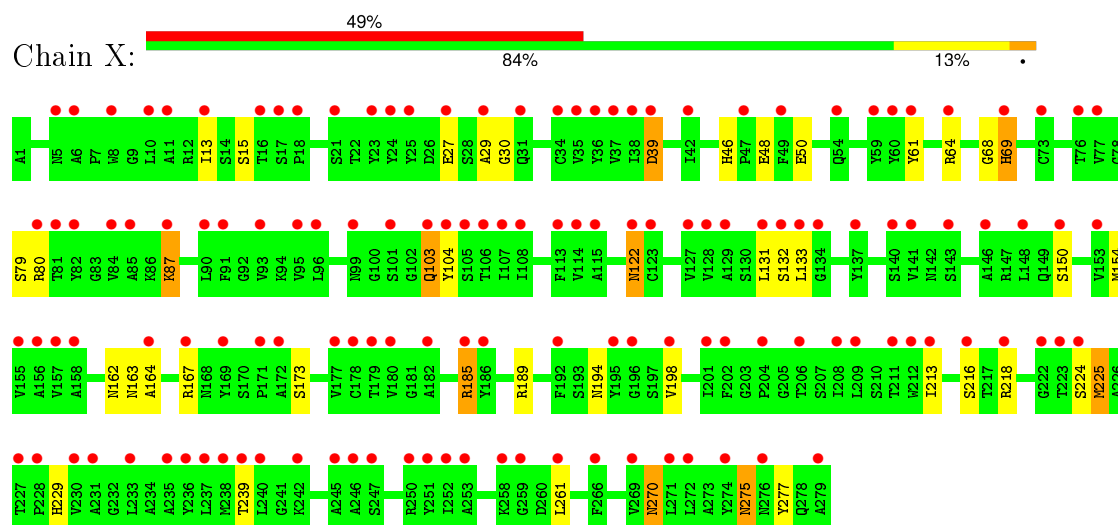 49%
Chain X:
84% 13% •
A1 N5 A6 P7 W8 G9 L10 A11 R12 I13 S14 S15 T16 S17 P18 S21 T22 Y23 Y24 Y25 D26 E27 S28 A29 G30 Q31 C34 V35 Y36 V37 I38 D39 I42 H46 P47 E48 F49 E50 Q54 Y59 Y60 Y61 R64 G68 H69 C73 T76 V77 C78
S79 R80 T81 Y82 G83 V84 A85 K86 K87 L90 F91 G92 V93 K94 V95 L96 N99 G100 S101 G102 Q103 Y104 S105 T106 I107 I108 F113 V114 A115 N122 C123 V127 V128 A129 S130 L131 S132 L133 G134 Y137 S140 V141 N142 S143 A146 R147 L148 Q149 S150 V153 M154
V155 A156 V157 A158 N162 N163 A164 R167 N168 Y169 S170 P171 A172 S173 V177 C178 T179 V180 G181 A182 R185 Y186 R189 F192 S193 N194 Y195 G196 S197 V198 I201 F202 G203 P204 G205 T206 S207 I208 L209 S210 T211 W212 I213 S216 T217 R218 G222 T223 S224 M225 A226
T227 P228 H229 V230 A231 G232 L233 A234 A235 Y236 L237 M238 T239 L240 G241 K242 A245 A246 S247 R250 Y251 I252 A253 K258 G259 D260 L261 F266 V269 N270 L271 L272 A273 Y274 N275 N276 Y277 Q278 A279